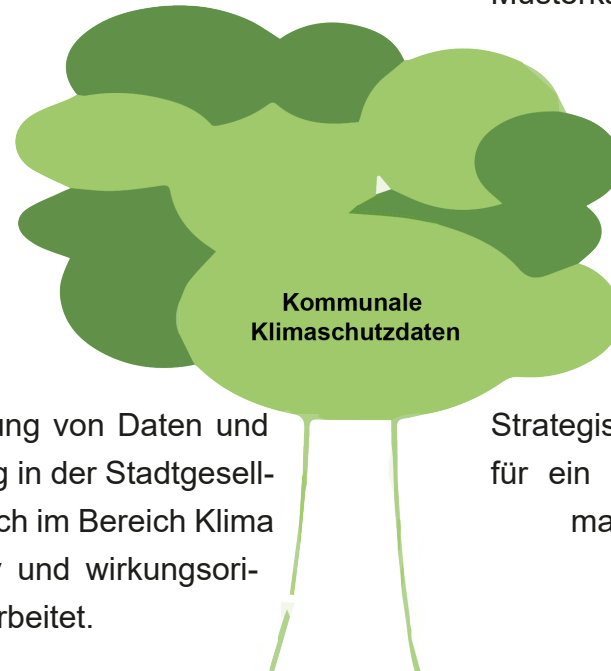 Kommunale
Klimaschutzdaten
ung von Daten und
g in der Stadtgesell-
ch im Bereich Klima
und wirkungsori-
rbeitet.
Strategis
für ein
ma